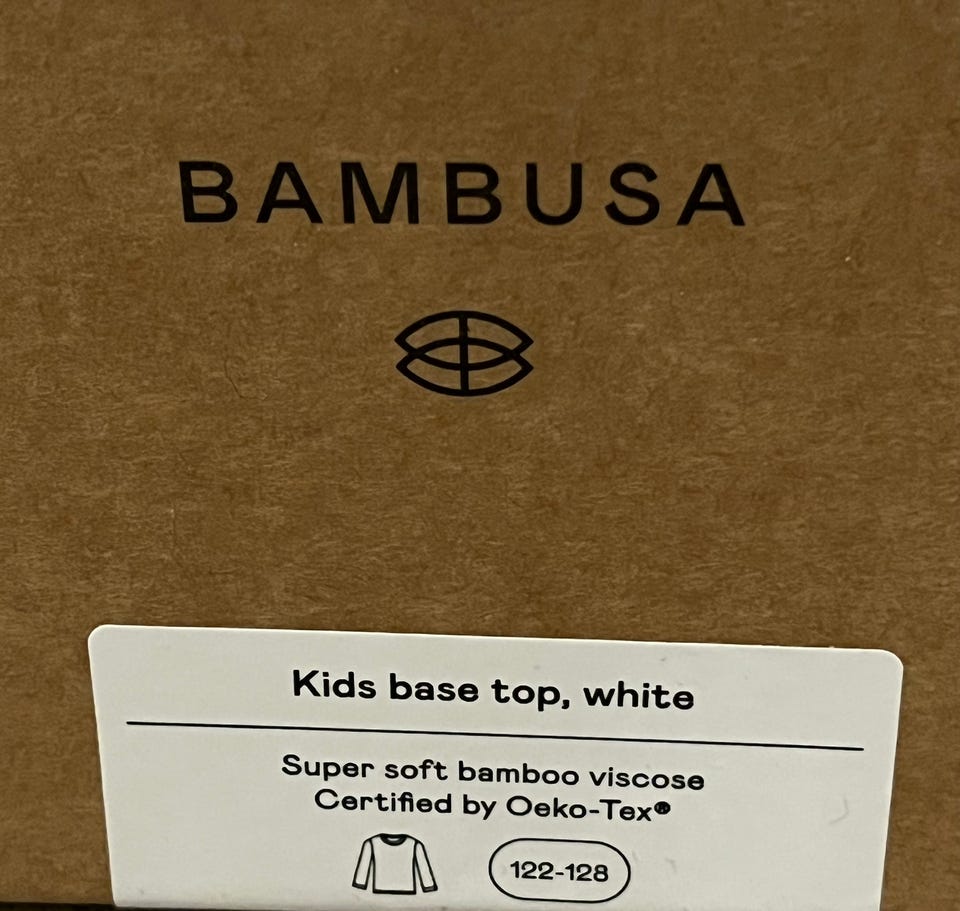 BAMBUSA
Kids base top, white
Super soft bamboo viscose
Certified by Oeko-Tex®
122-128